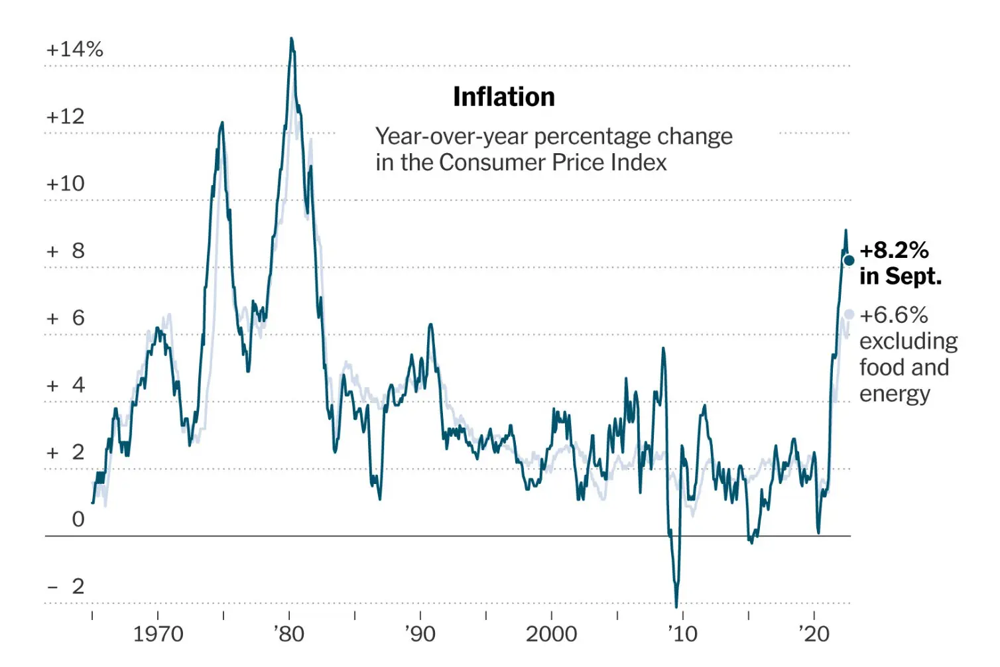 +14%
Inflation
+12
Year-over-year percentage change
in the Consumer Price Index
+10
+ 8
+8.2%
in Sept.
+ 6
+6.6%
excluding
food and
energy
+ 4
+ 2
0
– 2
1970 ’80 ’90 2000 ’10 ’20